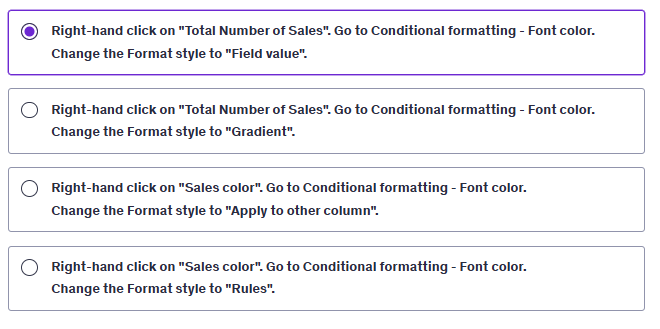 Right-hand click on "Total Number of Sales". Go to Conditional formatting - Font color.
Change the Format style to "Field value".
Right-hand click on "Total Number of Sales". Go to Conditional formatting - Font color.
Change the Format style to "Gradient".
Right-hand click on "Sales color". Go to Conditional formatting - Font color.
Change the Format style to "Apply to other column".
Right-hand click on "Sales color". Go to Conditional formatting - Font color.
Change the Format style to "Rules".